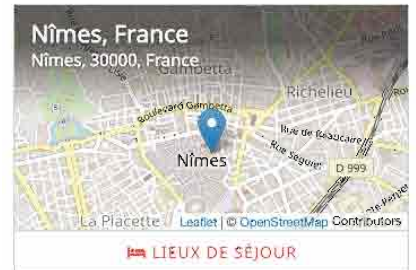 Nîmes, France
Nîmes, 30000, France
Gambetta
Richelieu
Boulevard Gambetta
Rue de Beaucaire
Nîmes
Rue Séguier
D 999
La Placette
Leaflet | © OpenStreetMap Contributors
LIEUX DE SÉJOUR